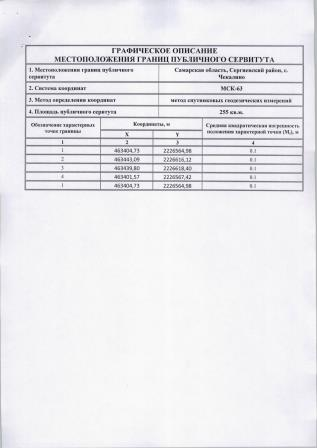 ГРАФИЧЕСКОЕ ОПИСАНИЕ
МЕСТОПОЛОЖЕНИЯ ГРАНИЦ ПУБЛИЧНОГО СЕРВИТУТА
1. Местоположении границ публичного сервитута Самарская область, Сергиевский район, с. Чекалино
2. Система координат МСК-63
3. Метод определения координат метод спутниковых геодезических измерений
4. Площадь публичного серитута 255 кв.м.
Обозначение характерных точек границы Координаты, м Средняя квадратическая погрешность положения характерной точки (Mt), м
X Y
1 2 3 4
1 463404,73 2226564,98 0.1
2 463443,09 2226616,12 0.1
3 463439,80 2226618,40 0.1
4 463401,57 2226567,42 0.1
1 463404,73 2226564,98 0.1